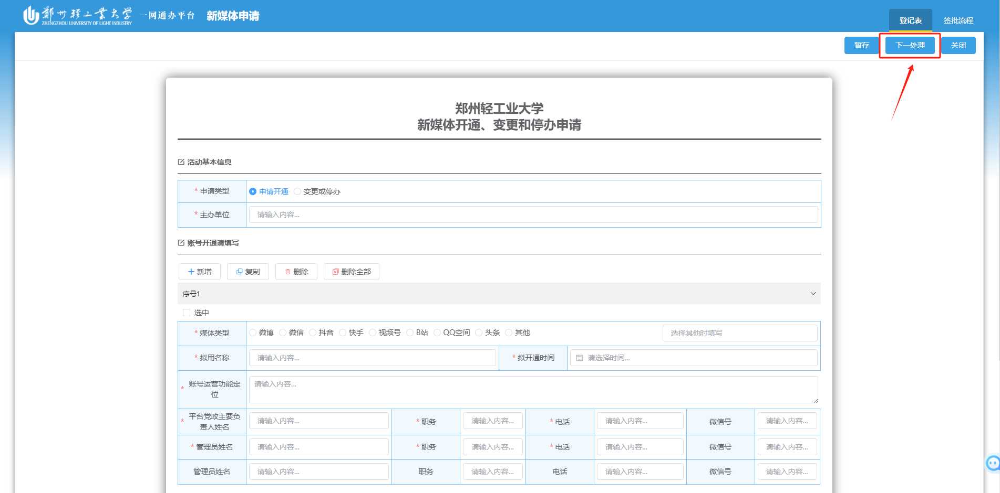 郑州轻工业大学
ZHENGZHOU UNIVERSITY OF LIGHT INDUSTRY
一网通办平台 新媒体申请
登记表 签批流程
暂存 下一处理 关闭
郑州轻工业大学
新媒体开通、变更和停办申请
活动基本信息
* 申请类型 申请开通 变更或停办
* 主办单位 请输入内容...
账号开通请填写
新增 复制 删除 删除全部
序号1
选中
* 媒体类型 微博 微信 抖音 快手 视频号 B站 QQ空间 头条 其他 选择其他时填写
* 拟用名称 请输入内容... * 拟开通时间 请选择时间...
* 账号运营功能定
位 请输入内容...
* 平台党政主要负
责人姓名 请输入内容... * 职务 请输入内容... * 电话 请输入内容... 微信号 请输入内容...
* 管理员姓名 请输入内容... * 职务 请输入内容... * 电话 请输入内容... 微信号 请输入内容...
管理员姓名 请输入内容... 职务 请输入内容... 电话 请输入内容... 微信号 请输入内容...